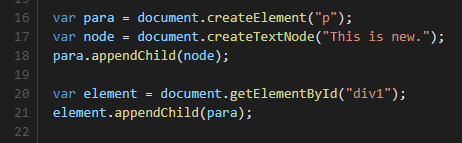 16 var para = document.createElement("p");
17 var node = document.createTextNode("This is new.");
18 para.appendChild(node);
19
20 var element = document.getElementById("div1");
21 element.appendChild(para);
22